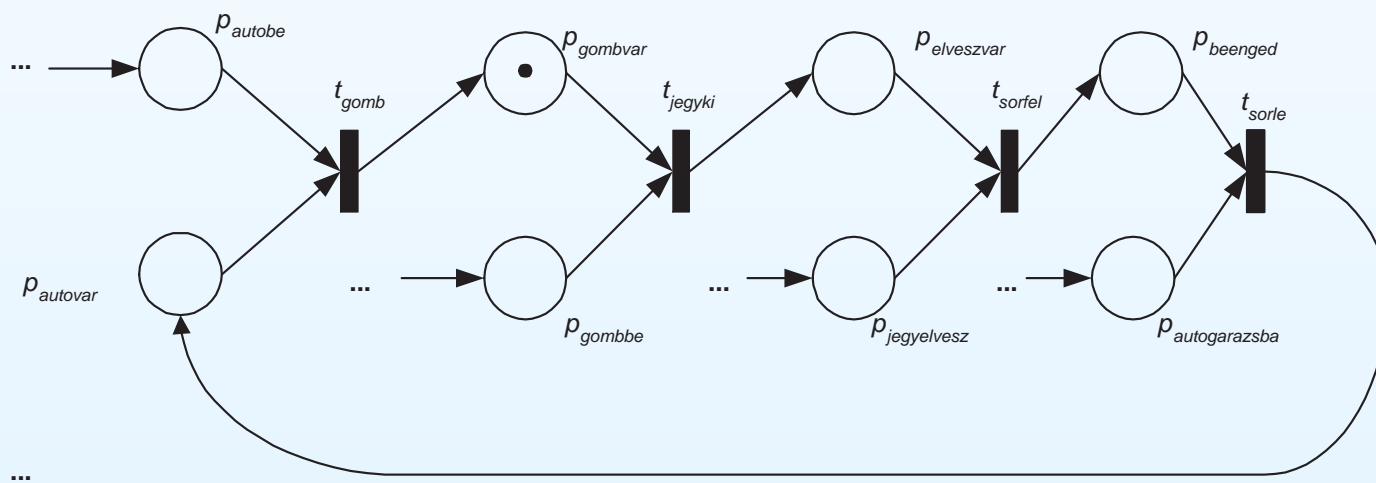 p_autobe
p_gombvar
p_elveszvar
p_beenged
...
t_gomb
t_jegyki
t_sorfel
t_sorle
p_autovar
...
...
...
p_gombbe
p_jegyelvesz
p_autogarazsba
...